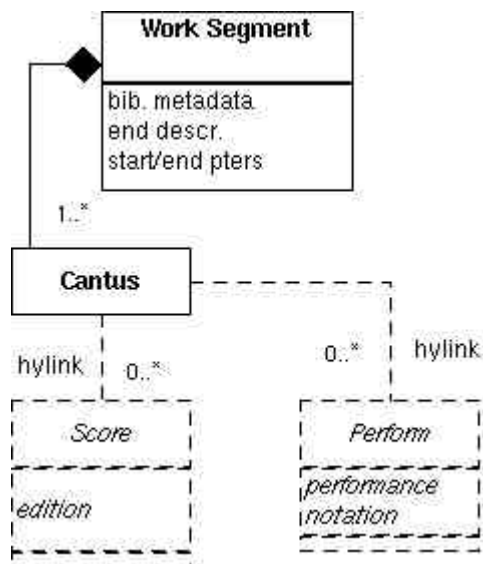 Work Segment
bib. metadata
end descr.
start/end pters
1..*
Cantus
hylink
0..*
0..*
hylink
Score
edition
Perform
performance
notation